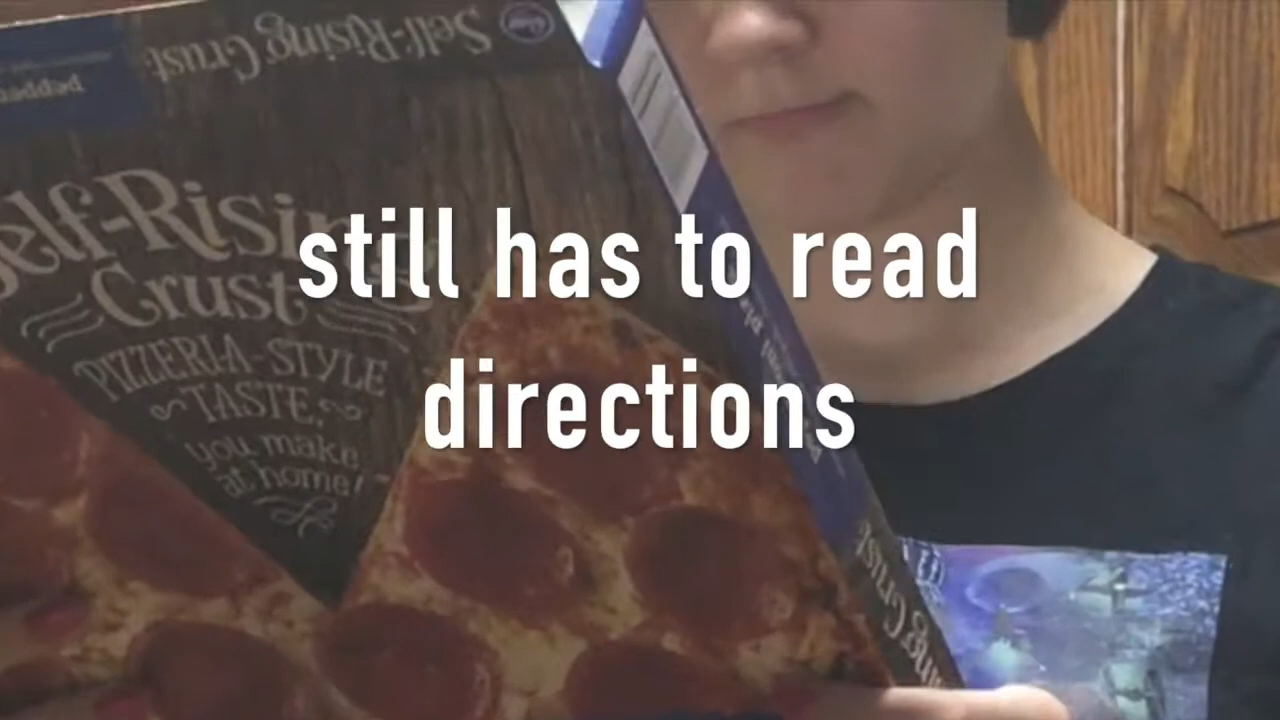 Self-Rising Crust
Self-Rising
Crust
PIZZERIA-STYLE
TASTE,
you make
at home!
still has to read
directions